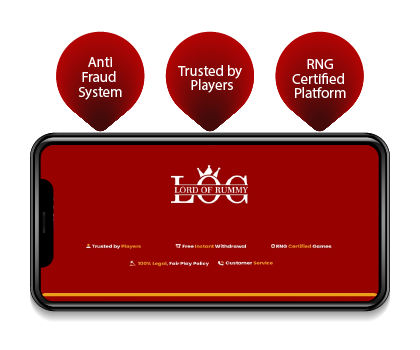 Anti
Fraud
System
Trusted by
Players
RNG
Certified
Platform
LOG
LORD OF RUMMY
Trusted by Players
Free Instant Withdrawal
RNG Certified Games
100% Legal, Fair Play Policy
Customer Service